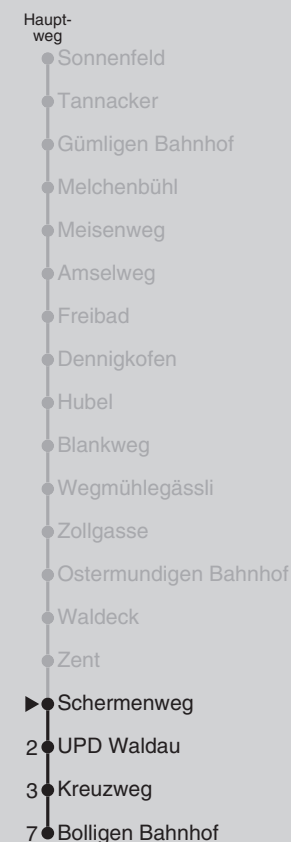 Haupt-
weg
Sonnenfeld
Tannacker
Gümligen Bahnhof
Melchenbühl
Meisenweg
Amselweg
Freibad
Dennigkofen
Hubel
Blankweg
Wegmühlegässli
Zollgasse
Ostermundigen Bahnhof
Waldeck
Zent
Schermenweg
2 UPD Waldau
3 Kreuzweg
7 Bolligen Bahnhof